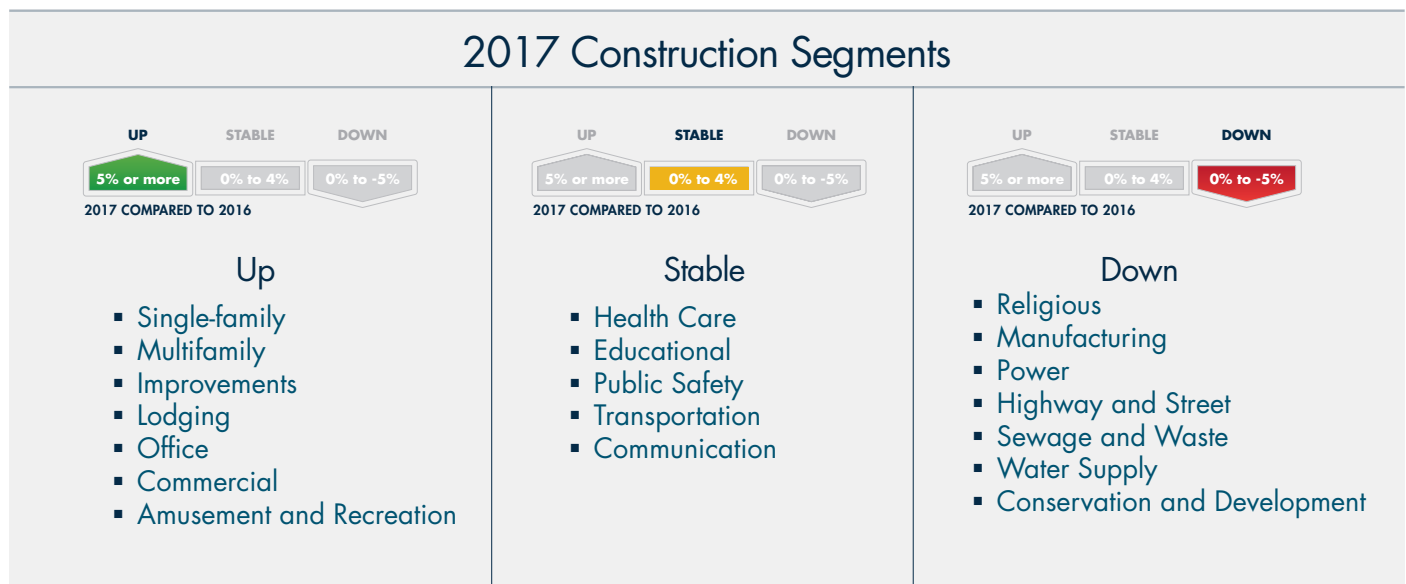 2017 Construction Segments
UP STABLE DOWN
5% or more 0% to 4% 0% to -5%
2017 COMPARED TO 2016
Up
▪ Single-family
▪ Multifamily
▪ Improvements
▪ Lodging
▪ Office
▪ Commercial
▪ Amusement and Recreation
UP STABLE DOWN
5% or more 0% to 4% 0% to -5%
2017 COMPARED TO 2016
Stable
▪ Health Care
▪ Educational
▪ Public Safety
▪ Transportation
▪ Communication
UP STABLE DOWN
5% or more 0% to 4% 0% to -5%
2017 COMPARED TO 2016
Down
▪ Religious
▪ Manufacturing
▪ Power
▪ Highway and Street
▪ Sewage and Waste
▪ Water Supply
▪ Conservation and Development